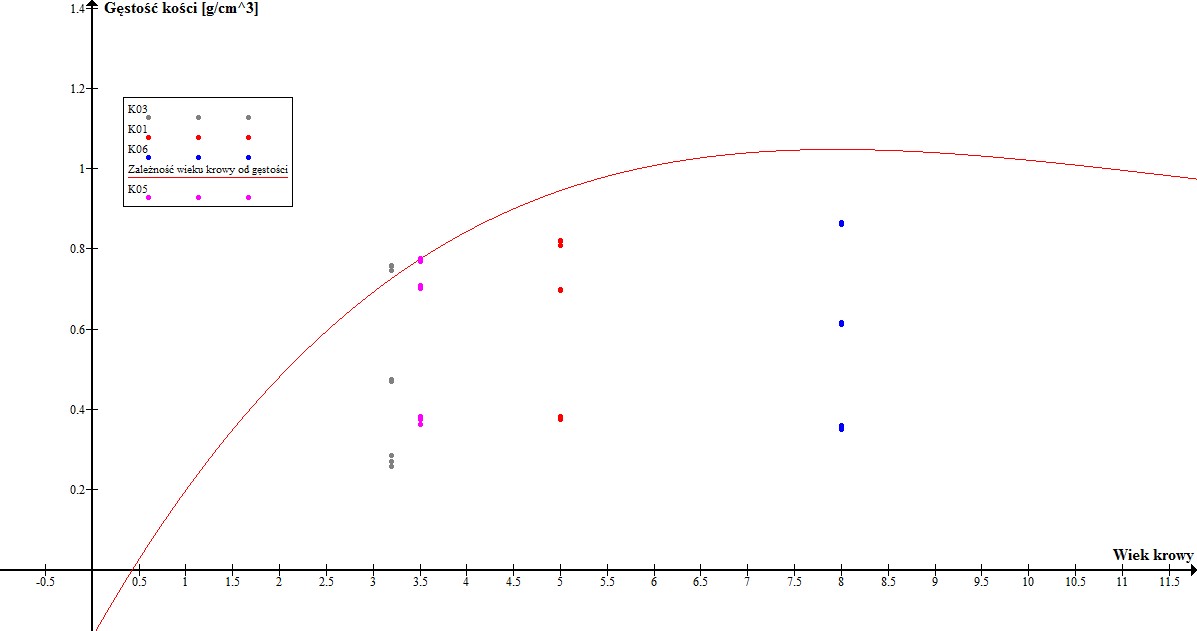 Gęstość kości [g/cm^3]
1.4
1.2
1
0.8
0.6
0.4
0.2
K03
K01
K06
Zależność wieku krowy od gęstości
K05
Wiek krowy
-0.5 0.5 1 1.5 2 2.5 3 3.5 4 4.5 5 5.5 6 6.5 7 7.5 8 8.5 9 9.5 10 10.5 11 11.5